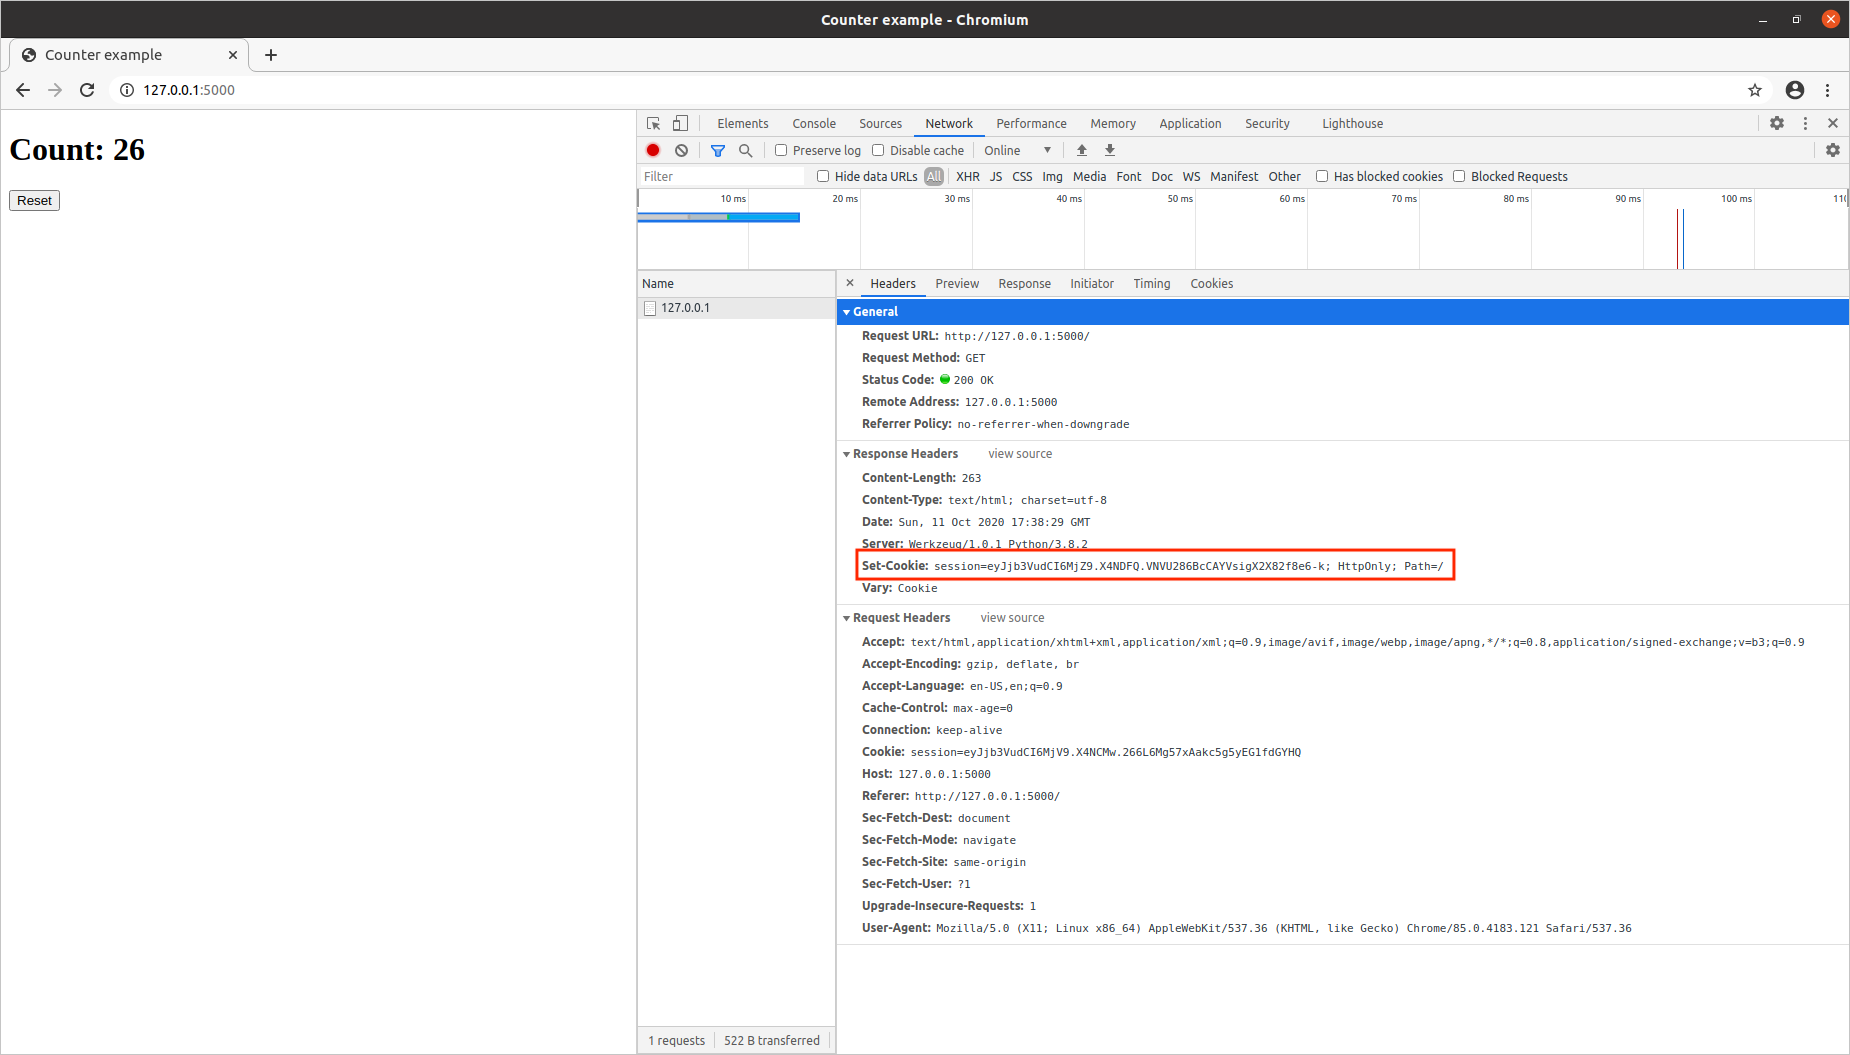 Counter example - Chromium
Counter example
127.0.0.1:5000
Count: 26
Reset
Elements Console Sources Network Performance Memory Application Security Lighthouse
Preserve log Disable cache Online
Filter Hide data URLs All XHR JS CSS Img Media Font Doc WS Manifest Other Has blocked cookies Blocked Requests
10 ms 20 ms 30 ms 40 ms 50 ms 60 ms 70 ms 80 ms 90 ms 100 ms
Name
127.0.0.1
Headers Preview Response Initiator Timing Cookies
General
Request URL: http://127.0.0.1:5000/
Request Method: GET
Status Code: 200 OK
Remote Address: 127.0.0.1:5000
Referrer Policy: no-referrer-when-downgrade
Response Headers view source
Content-Length: 263
Content-Type: text/html; charset=utf-8
Date: Sun, 11 Oct 2020 17:38:29 GMT
Server: Werkzeug/1.0.1 Python/3.8.2
Set-Cookie: session=eyJjb3VudCI6MjZ9.X4NDFQ.VNVU286BcCAYVsigX2X82f8e6-k; HttpOnly; Path=/
Vary: Cookie
Request Headers view source
Accept: text/html,application/xhtml+xml,application/xml;q=0.9,image/avif,image/webp,image/apng,*/*;q=0.8,application/signed-exchange;v=b3;q=0.9
Accept-Encoding: gzip, deflate, br
Accept-Language: en-US,en;q=0.9
Cache-Control: max-age=0
Connection: keep-alive
Cookie: session=eyJjb3VudCI6MjV9.X4NCMw.266L6Mg57xAakc5g5yEG1fdGYHQ
Host: 127.0.0.1:5000
Referer: http://127.0.0.1:5000/
Sec-Fetch-Dest: document
Sec-Fetch-Mode: navigate
Sec-Fetch-Site: same-origin
Sec-Fetch-User: ?1
Upgrade-Insecure-Requests: 1
User-Agent: Mozilla/5.0 (X11; Linux x86_64) AppleWebKit/537.36 (KHTML, like Gecko) Chrome/85.0.4183.121 Safari/537.36
1 requests 522 B transferred